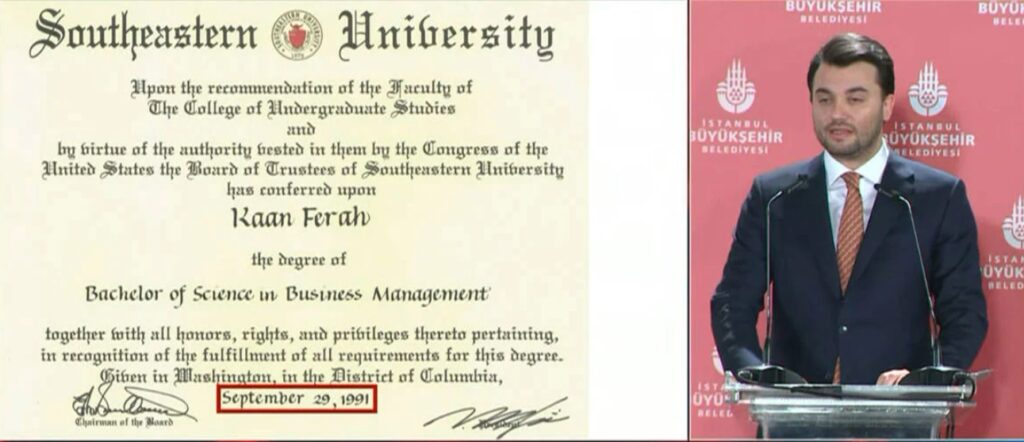 Southeastern University
Upon the recommendation of the Faculty of
The College of Undergraduate Studies
and
by virtue of the authority vested in them by the Congress of the
United States the Board of Trustees of Southeastern University
has conferred upon
Kaan Ferah
the degree of
Bachelor of Science in Business Management
together with all honors, rights, and privileges thereto pertaining,
in recognition of the fulfillment of all requirements for this degree.
Given in Washington, in the District of Columbia,
September 29, 1991
Chairman of the Board
BÜYÜKŞEHİR
BELEDİYESİ
İSTANBUL
BÜYÜKŞEHİR
BELEDİYESİ
İSTANBUL
ÜYÜKŞEHİR
BELEDİYESİ